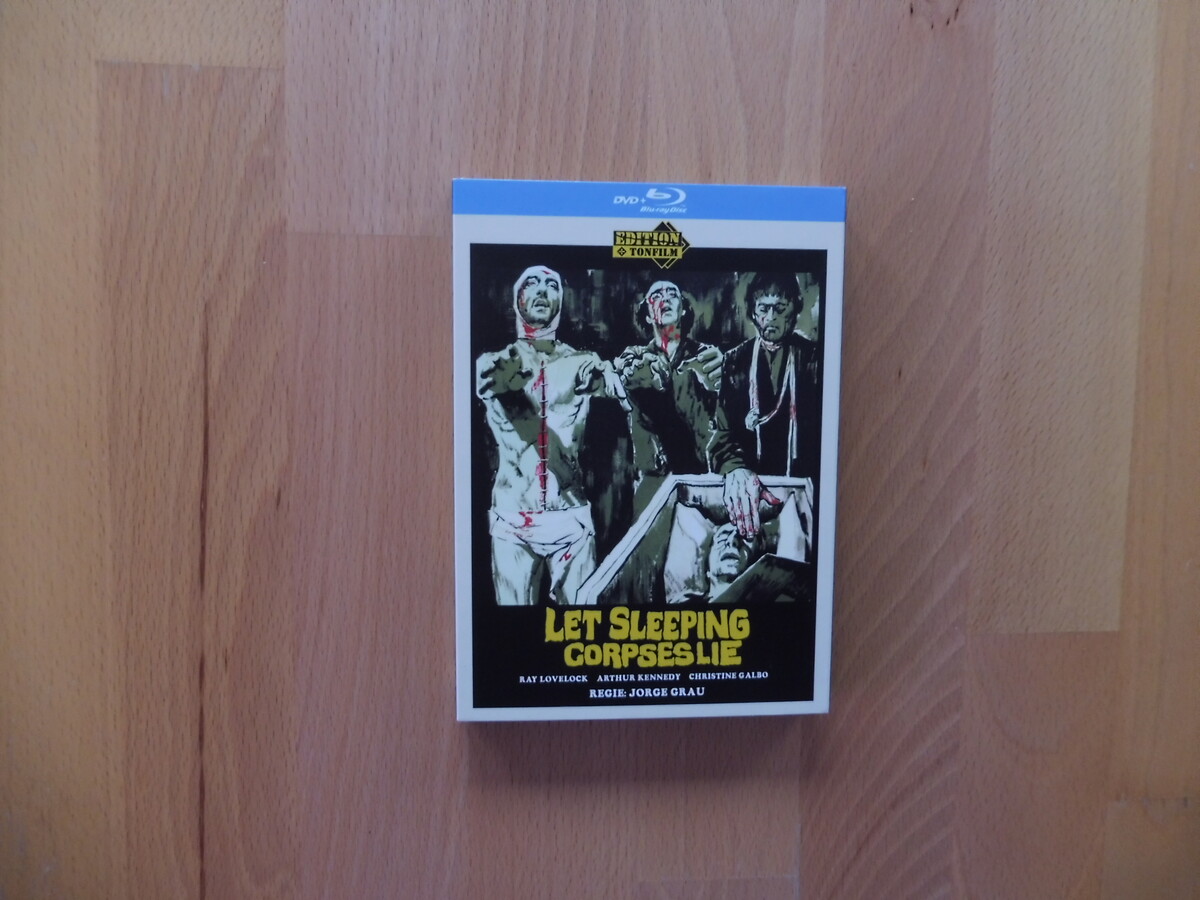 DVD + Blu-ray Disc
EDITION
TONFILM
LET SLEEPING
CORPSES LIE
RAY LOVELOCK ARTHUR KENNEDY CHRISTINE GALBO
REGIE: JORGE GRAU